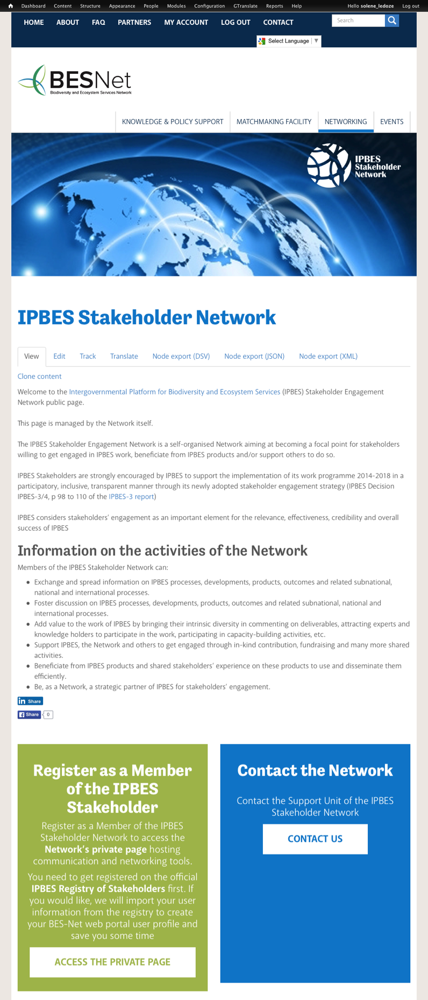 Dashboard Content Structure Appearance People Modules Configuration GTranslate Reports Help Hello solene_ledoze Log out
HOME ABOUT FAQ PARTNERS MY ACCOUNT LOG OUT CONTACT Search
Select Language ▼
BESNet
Biodiversity and Ecosystem Services Network
KNOWLEDGE & POLICY SUPPORT MATCHMAKING FACILITY NETWORKING EVENTS
IPBES
Stakeholder
Network
IPBES Stakeholder Network
View Edit Track Translate Node export (DSV) Node export (JSON) Node export (XML)
Clone content
Welcome to the Intergovernmental Platform for Biodiversity and Ecosystem Services (IPBES) Stakeholder Engagement
Network public page.
This page is managed by the Network itself.
The IPBES Stakeholder Engagement Network is a self-organised Network aiming at becoming a focal point for stakeholders
willing to get engaged in IPBES work, beneficiate from IPBES products and/or support others to do so.
IPBES Stakeholders are strongly encouraged by IPBES to support the implementation of its work programme 2014-2018 in a
participatory, inclusive, transparent manner through its newly adopted stakeholder engagement strategy (IPBES Decision
IPBES-3/4, p 98 to 110 of the IPBES-3 report)
IPBES considers stakeholders' engagement as an important element for the relevance, effectiveness, credibility and overall
success of IPBES
Information on the activities of the Network
Members of the IPBES Stakeholder Network can:
● Exchange and spread information on IPBES processes, developments, products, outcomes and related subnational,
national and international processes.
● Foster discussion on IPBES processes, developments, products, outcomes and related subnational, national and
international processes.
● Add value to the work of IPBES by bringing their intrinsic diversity in commenting on deliverables, attracting experts and
knowledge holders to participate in the work, participating in capacity-building activities, etc.
● Support IPBES, the Network and others to get engaged through in-kind contribution, fundraising and many more shared
activities.
● Beneficiate from IPBES products and shared stakeholders' experience on these products to use and disseminate them
efficiently.
● Be, as a Network, a strategic partner of IPBES for stakeholders' engagement.
in Share
f Share 0
Register as a Member
of the IPBES
Stakeholder
Register as a Member of the IPBES
Stakeholder Network to access the
Network's private page hosting
communication and networking tools.
You need to get registered on the official
IPBES Registry of Stakeholders first. If
you would like, we will import your user
information from the registry to create
your BES-Net web portal user profile and
save you some time
ACCESS THE PRIVATE PAGE
Contact the Network
Contact the Support Unit of the IPBES
Stakeholder Network
CONTACT US